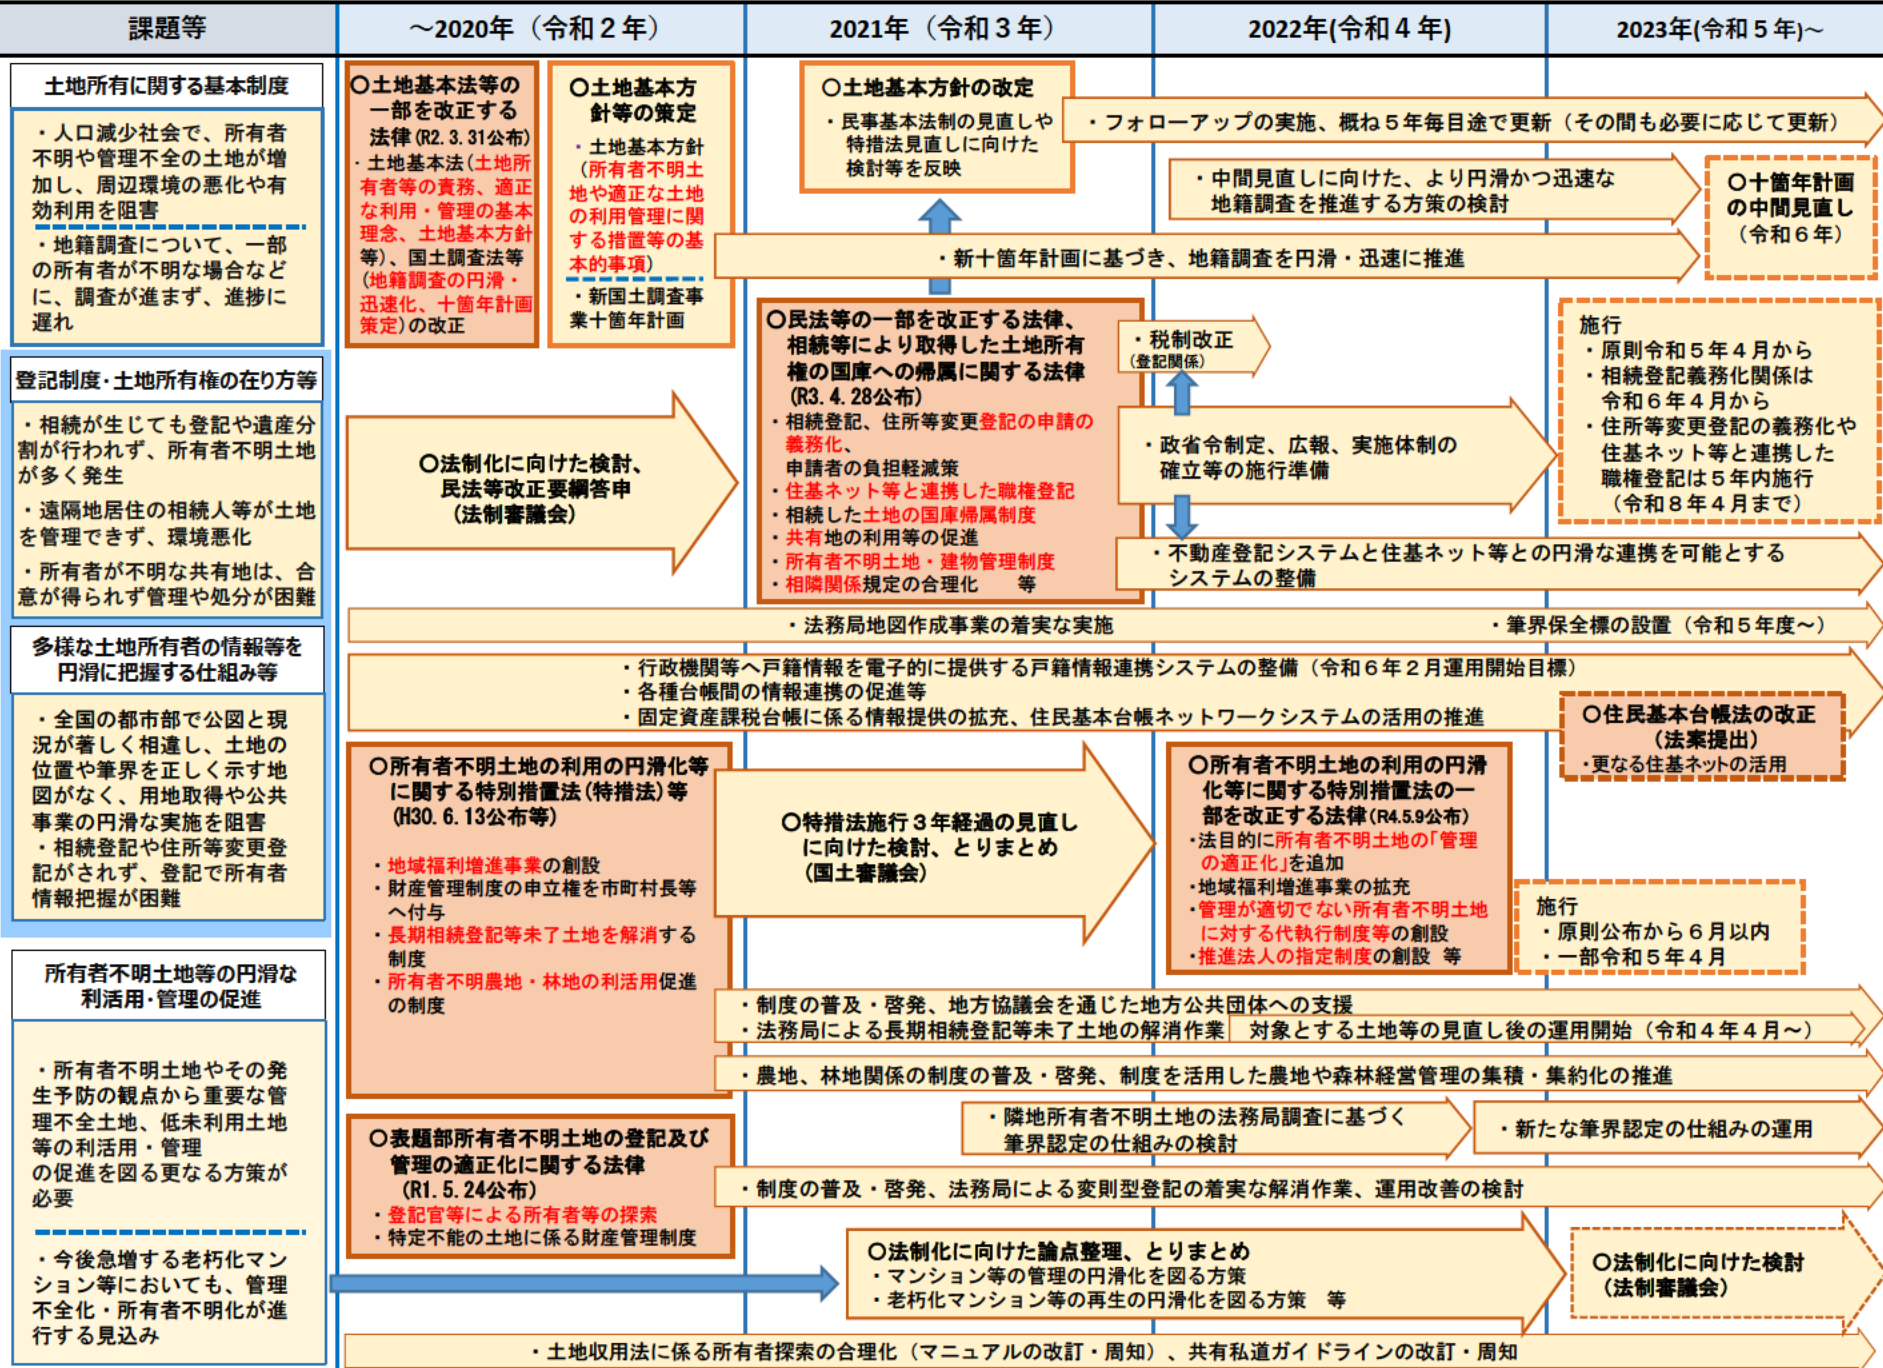 課題等
～2020年（令和２年）
2021年（令和３年）
2022年(令和４年)
2023年(令和５年)～
土地所有に関する基本制度
・人口減少社会で、所有者
不明や管理不全の土地が増
加し、周辺環境の悪化や有
効利用を阻害
・地籍調査について、一部
の所有者が不明な場合など
に、調査が進まず、進捗に
遅れ
〇土地基本法等の
一部を改正する
法律(R2.3.31公布)
・土地基本法(土地所
有者等の責務、適正
な利用・管理の基本
理念、土地基本方針
等)、国土調査法等
(地籍調査の円滑・
迅速化、十箇年計画
策定)の改正
〇土地基本方
針等の策定
・土地基本方針
(所有者不明土
地や適正な土地
の利用管理に関
する措置等の基
本的事項)
・新国土調査事
業十箇年計画
〇土地基本方針の改定
・民事基本法制の見直しや
特措法見直しに向けた
検討等を反映
・フォローアップの実施、概ね５年毎目途で更新（その間も必要に応じて更新）
・中間見直しに向けた、より円滑かつ迅速な
地籍調査を推進する方策の検討
〇十箇年計画
の中間見直し
（令和６年）
・新十箇年計画に基づき、地籍調査を円滑・迅速に推進
登記制度・土地所有権の在り方等
・相続が生じても登記や遺産分
割が行われず、所有者不明土地
が多く発生
・遠隔地居住の相続人等が土地
を管理できず、環境悪化
・所有者が不明な共有地は、合
意が得られず管理や処分が困難
〇法制化に向けた検討、
民法等改正要綱答申
(法制審議会)
〇民法等の一部を改正する法律、
相続等により取得した土地所有
権の国庫への帰属に関する法律
(R3.4.28公布)
・相続登記、住所等変更登記の申請の
義務化、
申請者の負担軽減策
・住基ネット等と連携した職権登記
・相続した土地の国庫帰属制度
・共有地の利用等の促進
・所有者不明土地・建物管理制度
・相隣関係規定の合理化　等
・税制改正
(登記関係)
・政省令制定、広報、実施体制の
確立等の施行準備
・不動産登記システムと住基ネット等との円滑な連携を可能とする
システムの整備
施行
・原則令和５年４月から
・相続登記義務化関係は
令和６年４月から
・住所等変更登記の義務化や
住基ネット等と連携した
職権登記は５年内施行
（令和８年４月まで）
・法務局地図作成事業の着実な実施
・筆界保全標の設置（令和５年度～）
多様な土地所有者の情報等を
円滑に把握する仕組み等
・全国の都市部で公図と現
況が著しく相違し、土地の
位置や筆界を正しく示す地
図がなく、用地取得や公共
事業の円滑な実施を阻害
・相続登記や住所等変更登
記がされず、登記で所有者
情報把握が困難
・行政機関等へ戸籍情報を電子的に提供する戸籍情報連携システムの整備（令和６年２月運用開始目標）
・各種台帳間の情報連携の促進等
・固定資産課税台帳に係る情報提供の拡充、住民基本台帳ネットワークシステムの活用の推進
〇住民基本台帳法の改正
(法案提出)
・更なる住基ネットの活用
〇所有者不明土地の利用の円滑化等
に関する特別措置法(特措法)等
(H30.6.13公布等)
・地域福利増進事業の創設
・財産管理制度の申立権を市町村長等
へ付与
・長期相続登記等未了土地を解消する
制度
・所有者不明農地・林地の利活用促進
の制度
〇特措法施行３年経過の見直し
に向けた検討、とりまとめ
(国土審議会)
〇所有者不明土地の利用の円滑
化等に関する特別措置法の一
部を改正する法律(R4.5.9公布)
・法目的に所有者不明土地の「管理
の適正化」を追加
・地域福利増進事業の拡充
・管理が適切でない所有者不明土地
に対する代執行制度等の創設
・推進法人の指定制度の創設　等
施行
・原則公布から６月以内
・一部令和５年４月
所有者不明土地等の円滑な
利活用・管理の促進
・所有者不明土地やその発
生予防の観点から重要な管
理不全土地、低未利用土地
等の利活用・管理
の促進を図る更なる方策が
必要
・今後急増する老朽化マン
ション等においても、管理
不全化・所有者不明化が進
行する見込み
・制度の普及・啓発、地方協議会を通じた地方公共団体への支援
・法務局による長期相続登記等未了土地の解消作業
対象とする土地等の見直し後の運用開始（令和４年４月～）
・農地、林地関係の制度の普及・啓発、制度を活用した農地や森林経営管理の集積・集約化の推進
・隣地所有者不明土地の法務局調査に基づく
筆界認定の仕組みの検討
・新たな筆界認定の仕組みの運用
〇表題部所有者不明土地の登記及び
管理の適正化に関する法律
(R1.5.24公布)
・登記官等による所有者等の探索
・特定不能の土地に係る財産管理制度
・制度の普及・啓発、法務局による変則型登記の着実な解消作業、運用改善の検討
〇法制化に向けた論点整理、とりまとめ
・マンション等の管理の円滑化を図る方策
・老朽化マンション等の再生の円滑化を図る方策　等
〇法制化に向けた検討
(法制審議会)
・土地収用法に係る所有者探索の合理化（マニュアルの改訂・周知）、共有私道ガイドラインの改訂・周知